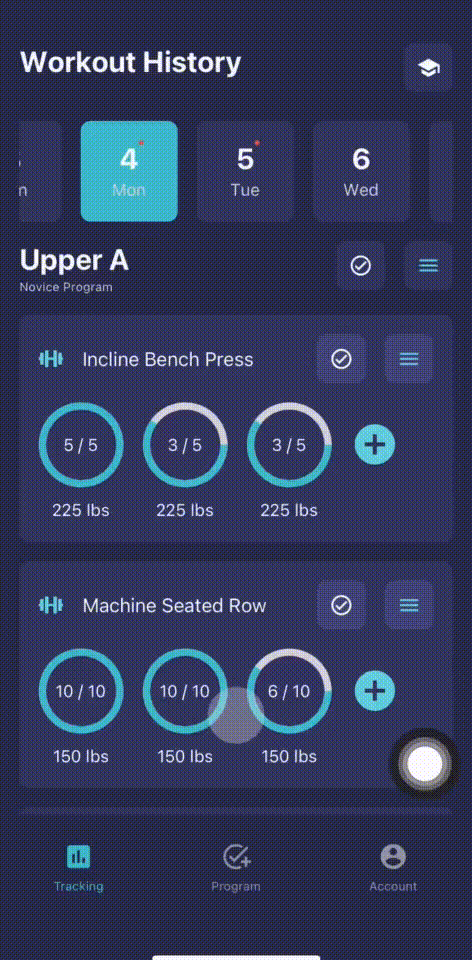 Workout History
4
Mon
5
Tue
6
Wed
Upper A
Novice Program
Incline Bench Press
5 / 5
3 / 5
3 / 5
225 lbs
225 lbs
225 lbs
Machine Seated Row
10 / 10
10 / 10
6 / 10
150 lbs
150 lbs
150 lbs
Tracking
Program
Account